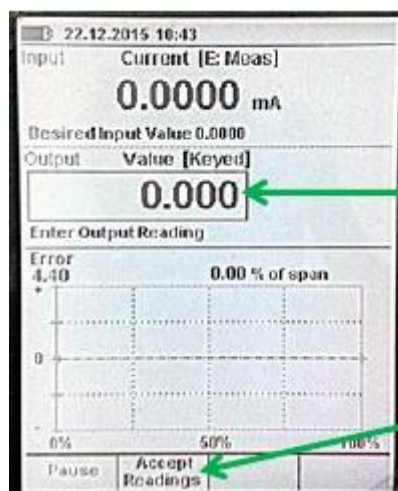 22.12.2015 10:43
Input Current [E: Meas]
0.0000 mA
Desired Input Value 0.0000
Output Value [Keyed]
0.000
Enter Output Reading
Error
4.40 0.00 % of span
+
0
-
0% 50% 100%
Pause Accept Readings